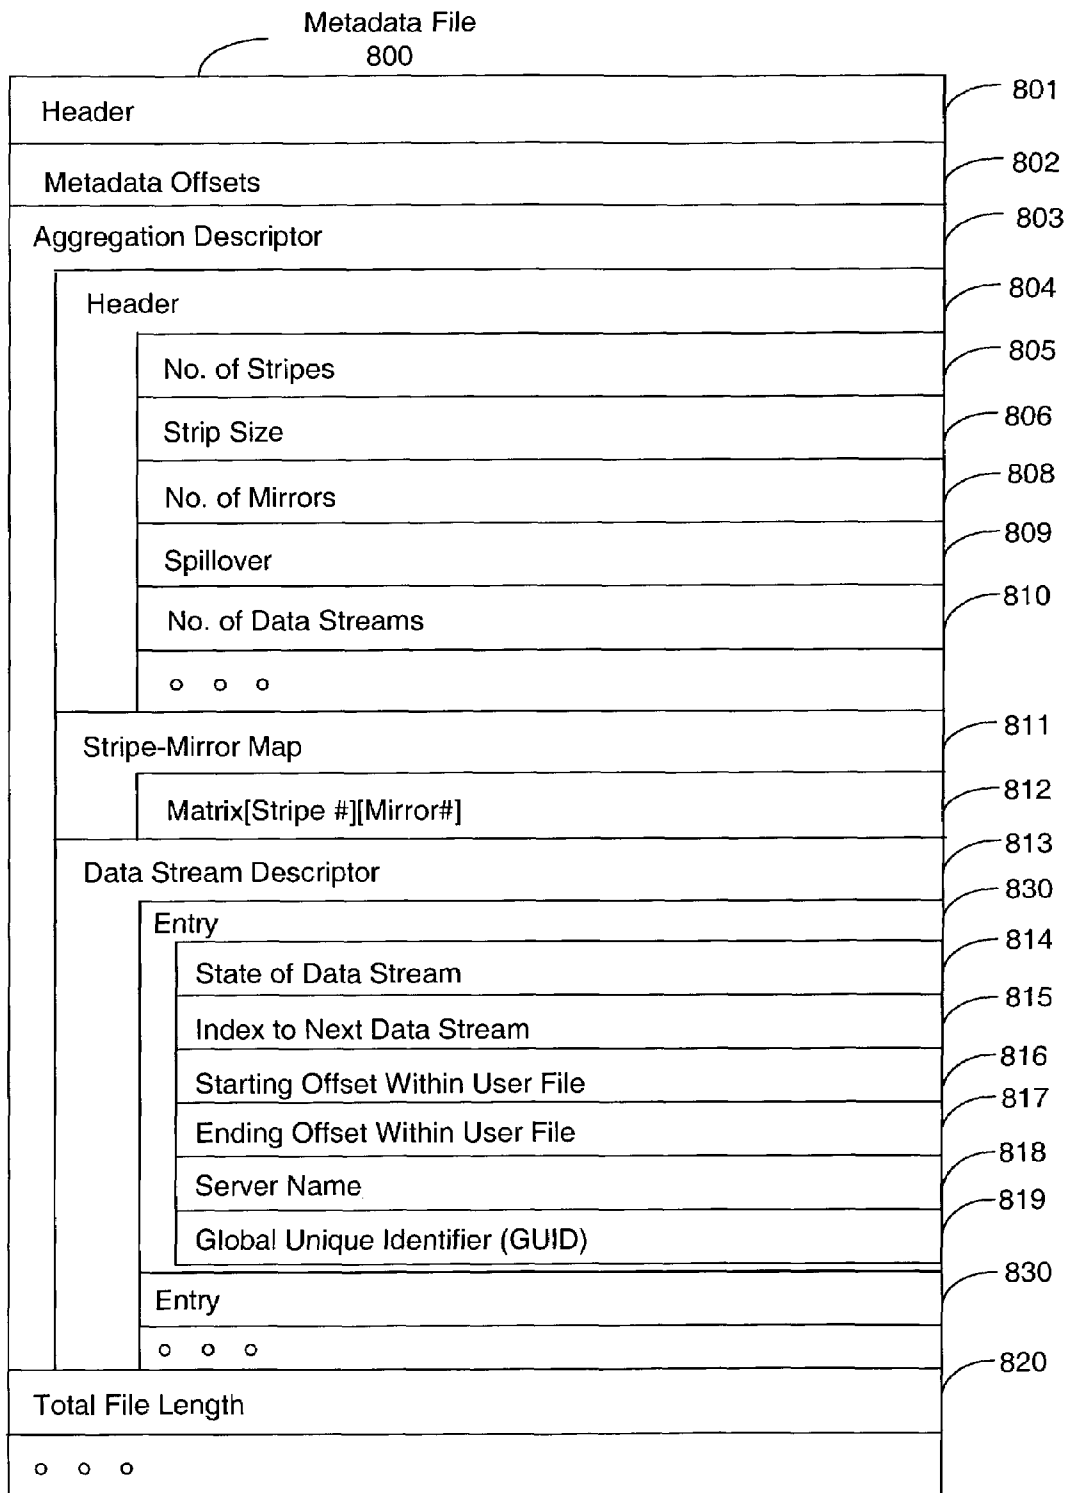 Metadata File
800
Header 801
Metadata Offsets 802
Aggregation Descriptor 803
Header 804
No. of Stripes 805
Strip Size 806
No. of Mirrors 808
Spillover 809
No. of Data Streams 810
o o o
Stripe-Mirror Map 811
Matrix[Stripe #][Mirror#] 812
Data Stream Descriptor 813
Entry 830
State of Data Stream 814
Index to Next Data Stream 815
Starting Offset Within User File 816
Ending Offset Within User File 817
Server Name 818
Global Unique Identifier (GUID) 819
Entry 830
o o o
Total File Length 820
o o o